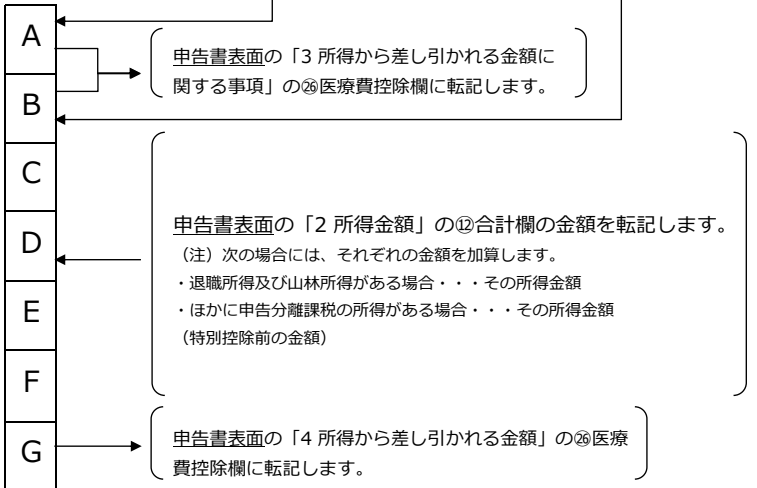 A
申告書表面の「3 所得から差し引かれる金額に
関する事項」の㉖医療費控除欄に転記します。
B
C
申告書表面の「2 所得金額」の⑫合計欄の金額を転記します。
D
（注）次の場合には、それぞれの金額を加算します。
・退職所得及び山林所得がある場合・・・その所得金額
・ほかに申告分離課税の所得がある場合・・・その所得金額
（特別控除前の金額）
E
F
G
申告書表面の「4 所得から差し引かれる金額」の㉖医療
費控除欄に転記します。